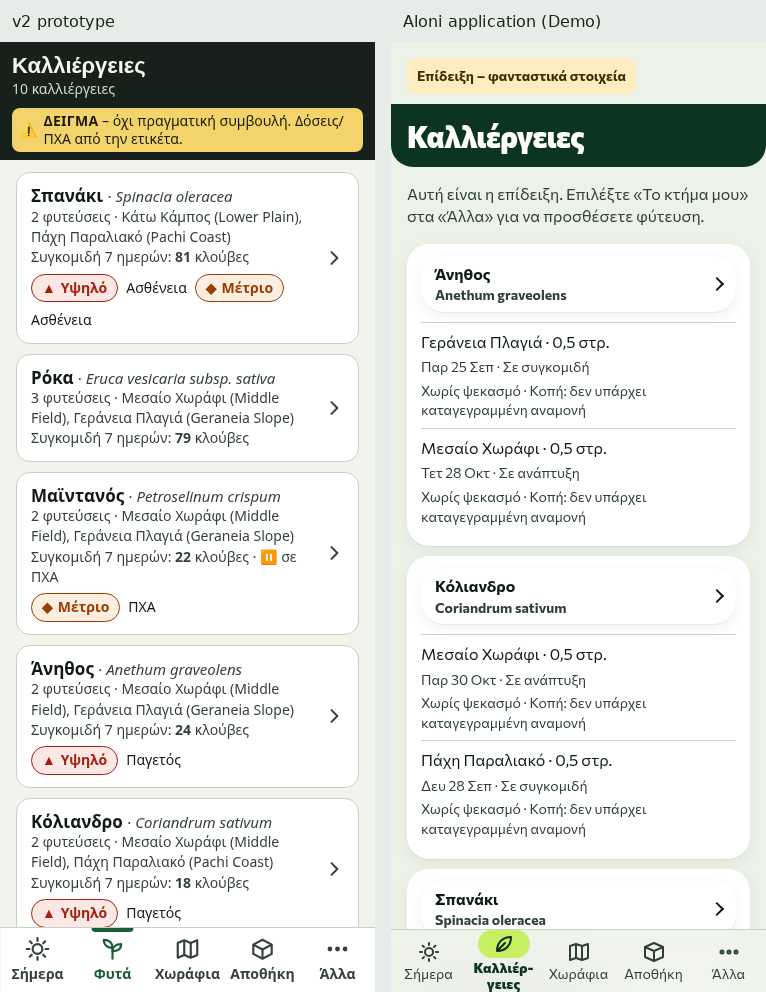 v2 prototype
Καλλιέργειες
10 καλλιέργειες
⚠️ ΔΕΙΓΜΑ – όχι πραγματική συμβουλή. Δόσεις/
ΠΧΑ από την ετικέτα.
Σπανάκι · Spinacia oleracea
2 φυτεύσεις · Κάτω Κάμπος (Lower Plain),
Πάχη Παραλιακό (Pachi Coast)
Συγκομιδή 7 ημερών: 81 κλούβες
▲ Υψηλό Ασθένεια ◆ Μέτριο
Ασθένεια
Ρόκα · Eruca vesicaria subsp. sativa
3 φυτεύσεις · Μεσαίο Χωράφι (Middle
Field), Γεράνεια Πλαγιά (Geraneia Slope)
Συγκομιδή 7 ημερών: 79 κλούβες
Μαϊντανός · Petroselinum crispum
2 φυτεύσεις · Μεσαίο Χωράφι (Middle
Field), Γεράνεια Πλαγιά (Geraneia Slope)
Συγκομιδή 7 ημερών: 22 κλούβες · ⏸️ σε
ΠΧΑ
◆ Μέτριο ΠΧΑ
Άνηθος · Anethum graveolens
2 φυτεύσεις · Μεσαίο Χωράφι (Middle
Field), Γεράνεια Πλαγιά (Geraneia Slope)
Συγκομιδή 7 ημερών: 24 κλούβες
▲ Υψηλό Παγετός
Κόλιανδρο · Coriandrum sativum
2 φυτεύσεις · Μεσαίο Χωράφι (Middle
Field), Πάχη Παραλιακό (Pachi Coast)
Συγκομιδή 7 ημερών: 18 κλούβες
▲ Υψηλό Παγετός
Σήμερα Φυτά Χωράφια Αποθήκη Άλλα
Aloni application (Demo)
Επίδειξη – φανταστικά στοιχεία
Καλλιέργειες
Αυτή είναι η επίδειξη. Επιλέξτε «Το κτήμα μου»
στα «Άλλα» για να προσθέσετε φύτευση.
Άνηθος
Anethum graveolens
Γεράνεια Πλαγιά · 0,5 στρ.
Παρ 25 Σεπ · Σε συγκομιδή
Χωρίς ψεκασμό · Κοπή: δεν υπάρχει
καταγεγραμμένη αναμονή
Μεσαίο Χωράφι · 0,5 στρ.
Τετ 28 Οκτ · Σε ανάπτυξη
Χωρίς ψεκασμό · Κοπή: δεν υπάρχει
καταγεγραμμένη αναμονή
Κόλιανδρο
Coriandrum sativum
Μεσαίο Χωράφι · 0,5 στρ.
Παρ 30 Οκτ · Σε ανάπτυξη
Χωρίς ψεκασμό · Κοπή: δεν υπάρχει
καταγεγραμμένη αναμονή
Πάχη Παραλιακό · 0,5 στρ.
Δευ 28 Σεπ · Σε συγκομιδή
Χωρίς ψεκασμό · Κοπή: δεν υπάρχει
καταγεγραμμένη αναμονή
Σπανάκι
Spinacia oleracea
Σήμερα Καλλιέρ- Χωράφια Αποθήκη Άλλα
γειες